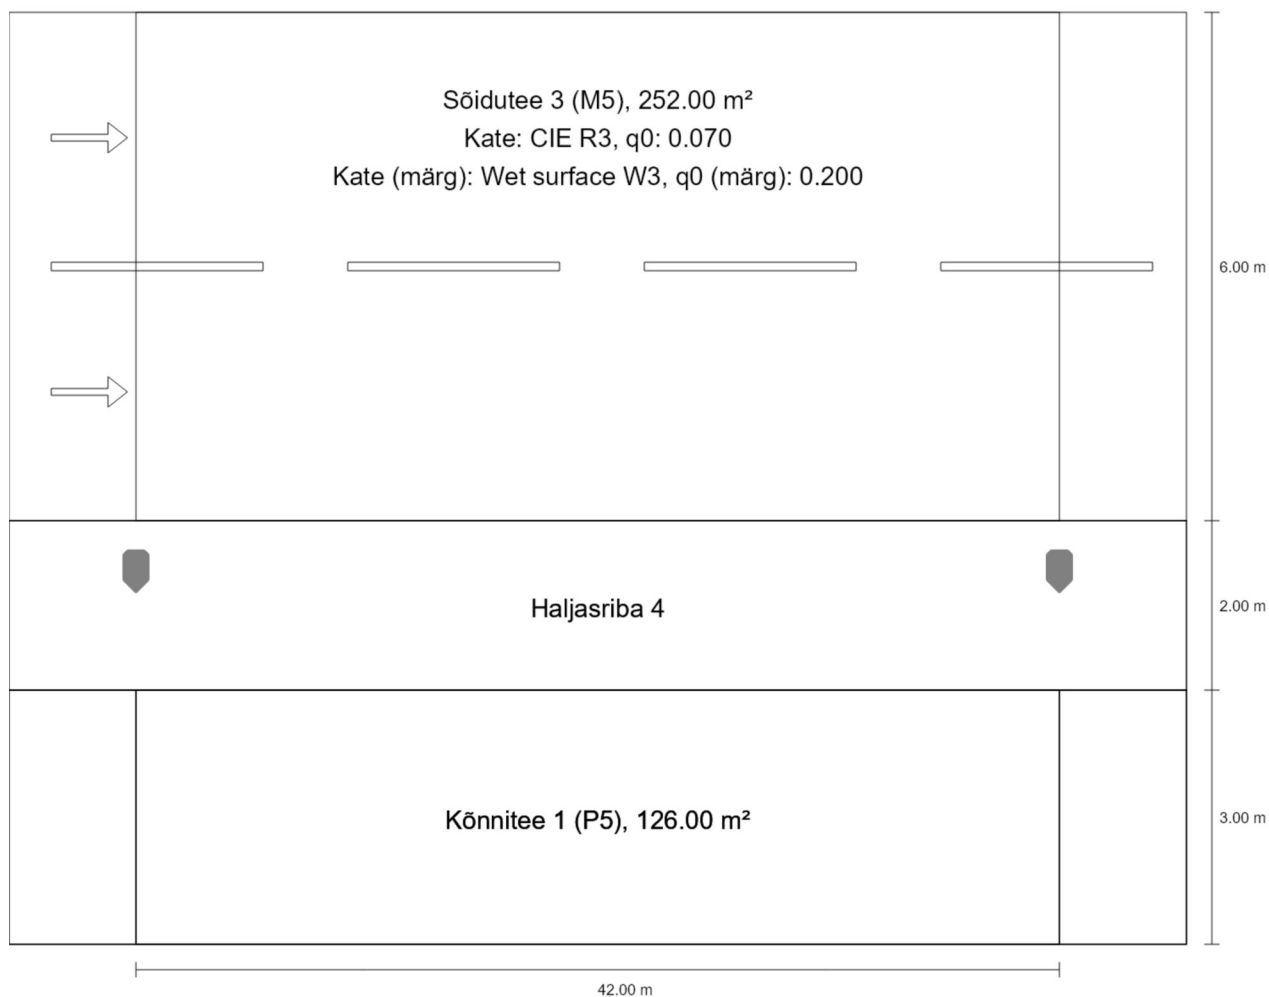 Sõidutee 3 (M5), 252.00 m²
Kate: CIE R3, q0: 0.070
Kate (märg): Wet surface W3, q0 (märg): 0.200
6.00 m
Haljasriba 4
2.00 m
Kõnnitee 1 (P5), 126.00 m²
3.00 m
42.00 m